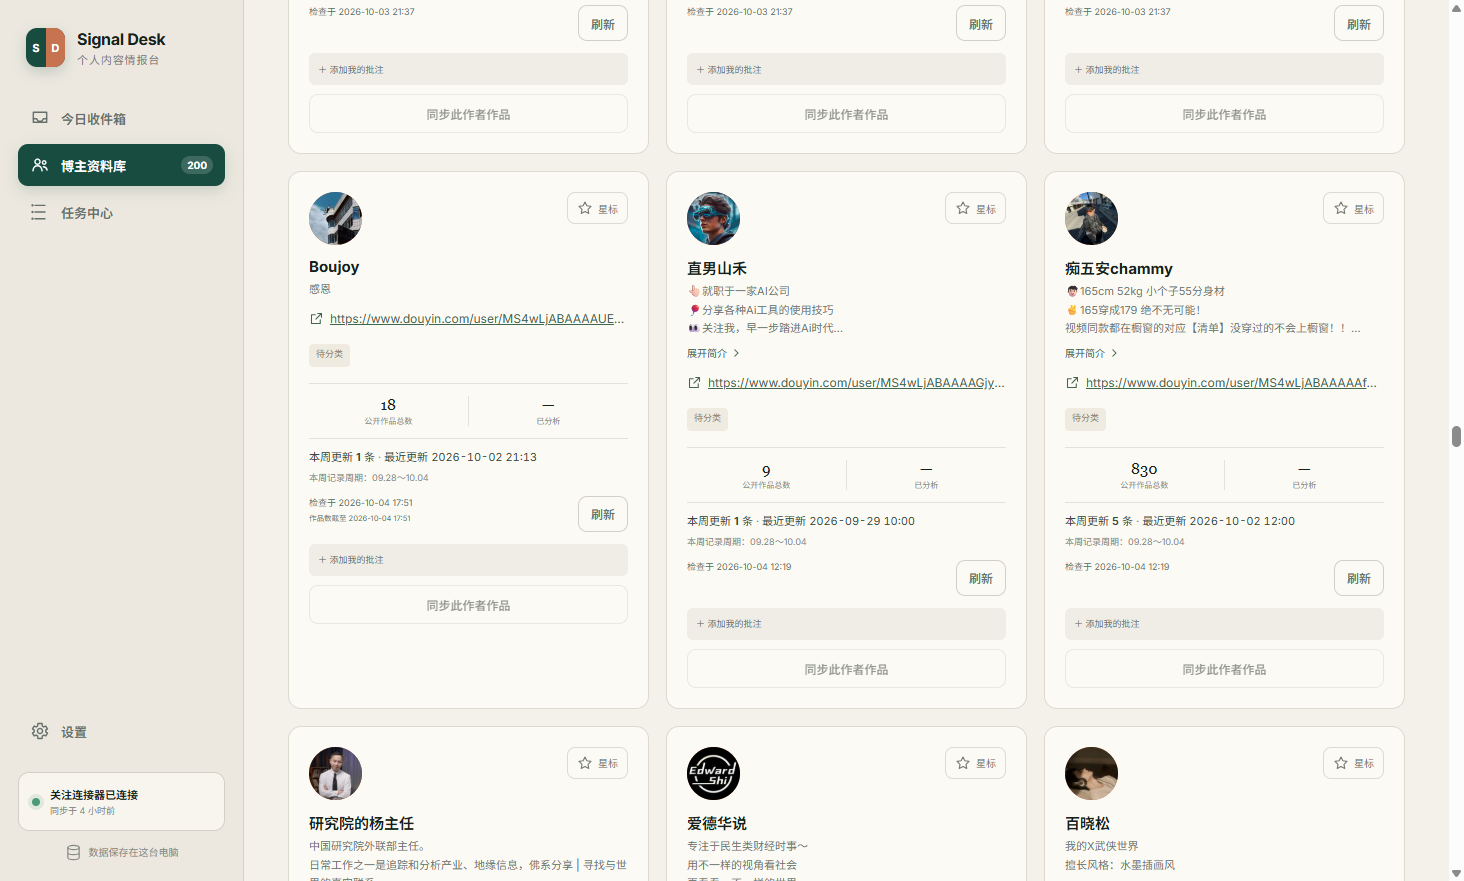 S D
Signal Desk
个人内容情报台
今日收件箱
博主资料库 200
任务中心
设置
关注连接器已连接
同步于 4 小时前
数据保存在这台电脑
检查于 2026-10-03 21:37
刷新
+ 添加我的批注
同步此作者作品
检查于 2026-10-03 21:37
刷新
+ 添加我的批注
同步此作者作品
检查于 2026-10-03 21:37
刷新
+ 添加我的批注
同步此作者作品
星标
Boujoy
感恩
https://www.douyin.com/user/MS4wLjABAAAAUE...
待分类
18
公开作品总数
—
已分析
本周更新 1 条 · 最近更新 2026-10-02 21:13
本周记录周期：09.28～10.04
检查于 2026-10-04 17:51
作品数截至 2026-10-04 17:51
刷新
+ 添加我的批注
同步此作者作品
星标
直男山禾
👆🏻就职于一家AI公司
📍分享各种Ai工具的使用技巧
👀关注我，早一步踏进Ai时代...
展开简介
https://www.douyin.com/user/MS4wLjABAAAAGjy...
待分类
9
公开作品总数
—
已分析
本周更新 1 条 · 最近更新 2026-09-29 10:00
本周记录周期：09.28～10.04
检查于 2026-10-04 12:19
刷新
+ 添加我的批注
同步此作者作品
星标
痴五安chammy
165cm 52kg 小个子55分身材
✌165穿成179 绝不无可能！
视频同款都在橱窗的对应【清单】没穿过的不会上橱窗！！...
展开简介
https://www.douyin.com/user/MS4wLjABAAAAAf...
待分类
830
公开作品总数
—
已分析
本周更新 5 条 · 最近更新 2026-10-02 12:00
本周记录周期：09.28～10.04
检查于 2026-10-04 12:19
刷新
+ 添加我的批注
同步此作者作品
星标
研究院的杨主任
中国研究院外联部主任。
日常工作之一是追踪和分析产业、地缘信息，佛系分享 | 寻找与世
Edward
Shi
星标
爱德华说
专注于民生类财经时事～
用不一样的视角看社会
星标
百晓松
我的X武侠世界
擅长风格：水墨插画风